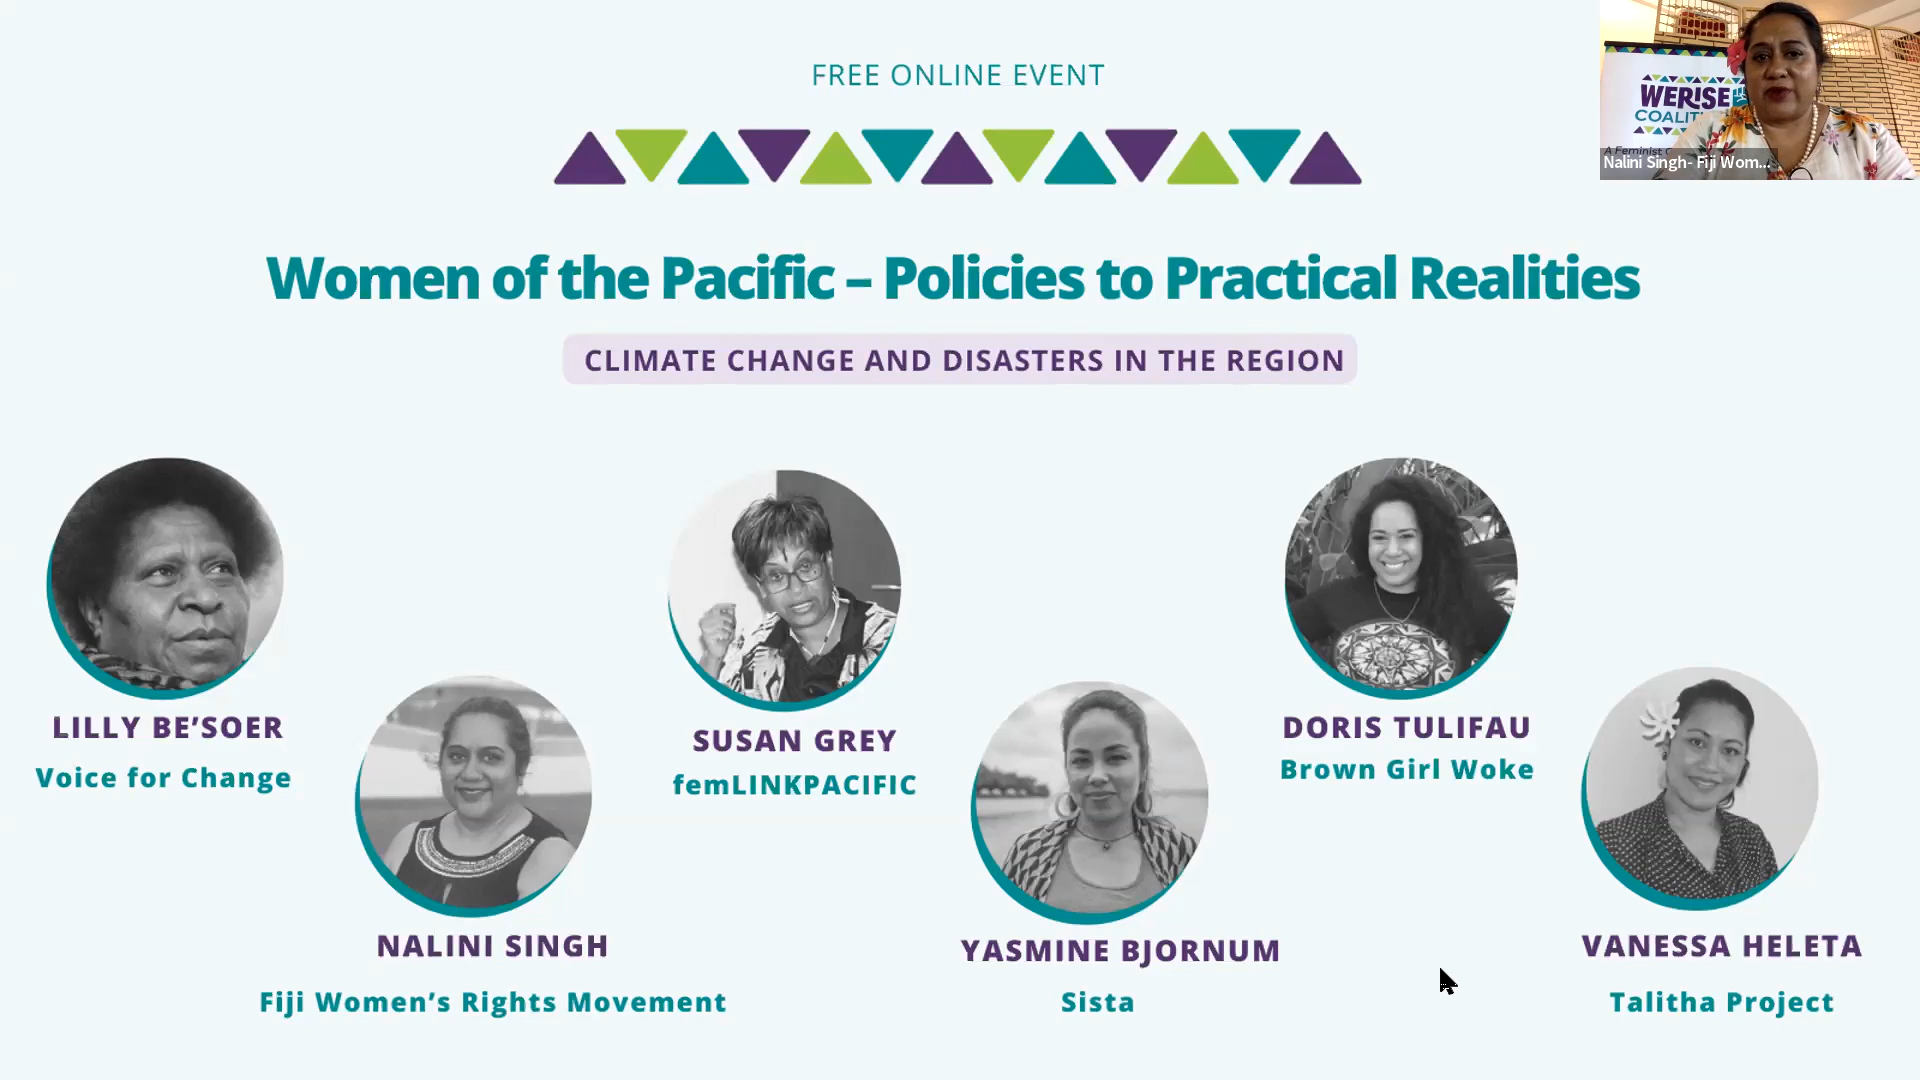 FREE ONLINE EVENT
WERISE
COALIT
A Feminist
Nalini Singh- Fiji Wom...
Women of the Pacific – Policies to Practical Realities
CLIMATE CHANGE AND DISASTERS IN THE REGION
LILLY BE’SOER
Voice for Change
NALINI SINGH
Fiji Women’s Rights Movement
SUSAN GREY
femLINKPACIFIC
YASMINE BJORNUM
Sista
DORIS TULIFAU
Brown Girl Woke
VANESSA HELETA
Talitha Project